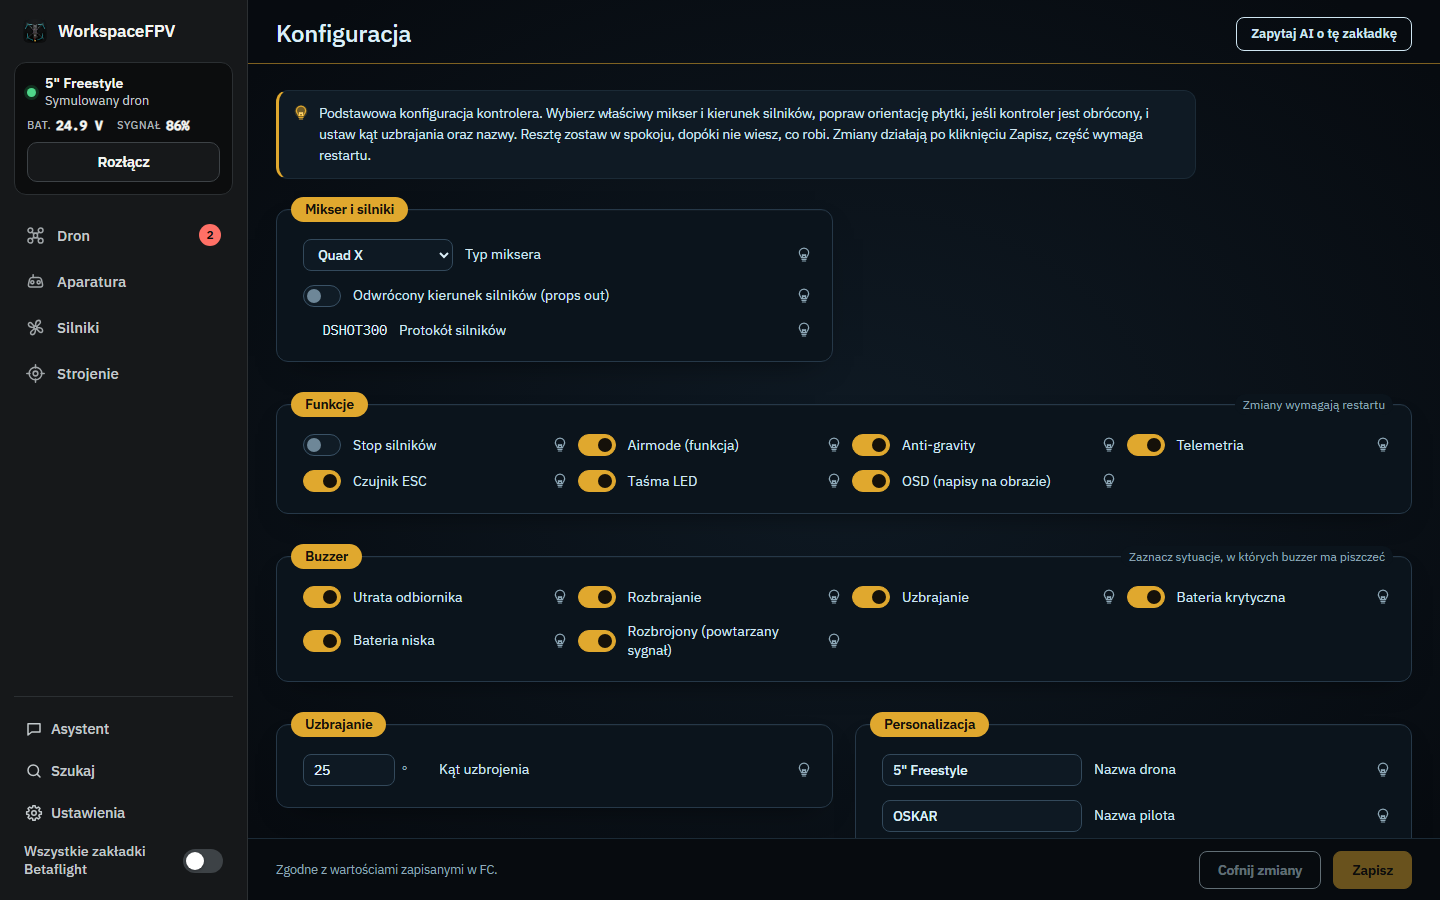 WorkspaceFPV
5" Freestyle
Symulowany dron
BAT. 24.9 V SYGNAŁ 86%
Rozłącz
Dron 2
Aparatura
Silniki
Strojenie
Asystent
Szukaj
Ustawienia
Wszystkie zakładki
Betaflight
Konfiguracja
Zapytaj AI o tę zakładkę
Podstawowa konfiguracja kontrolera. Wybierz właściwy mikser i kierunek silników, popraw orientację płytki, jeśli kontroler jest obrócony, i
ustaw kąt uzbrajania oraz nazwy. Resztę zostaw w spokoju, dopóki nie wiesz, co robi. Zmiany działają po kliknięciu Zapisz, część wymaga
restartu.
Mikser i silniki
Quad X Typ miksera
Odwrócony kierunek silników (props out)
DSHOT300 Protokół silników
Funkcje Zmiany wymagają restartu
Stop silników Airmode (funkcja) Anti-gravity Telemetria
Czujnik ESC Taśma LED OSD (napisy na obrazie)
Buzzer Zaznacz sytuacje, w których buzzer ma piszczeć
Utrata odbiornika Rozbrajanie Uzbrajanie Bateria krytyczna
Bateria niska Rozbrojony (powtarzany
sygnał)
Uzbrajanie
25 ° Kąt uzbrojenia
Personalizacja
5" Freestyle Nazwa drona
OSKAR Nazwa pilota
Zgodne z wartościami zapisanymi w FC.
Cofnij zmiany Zapisz